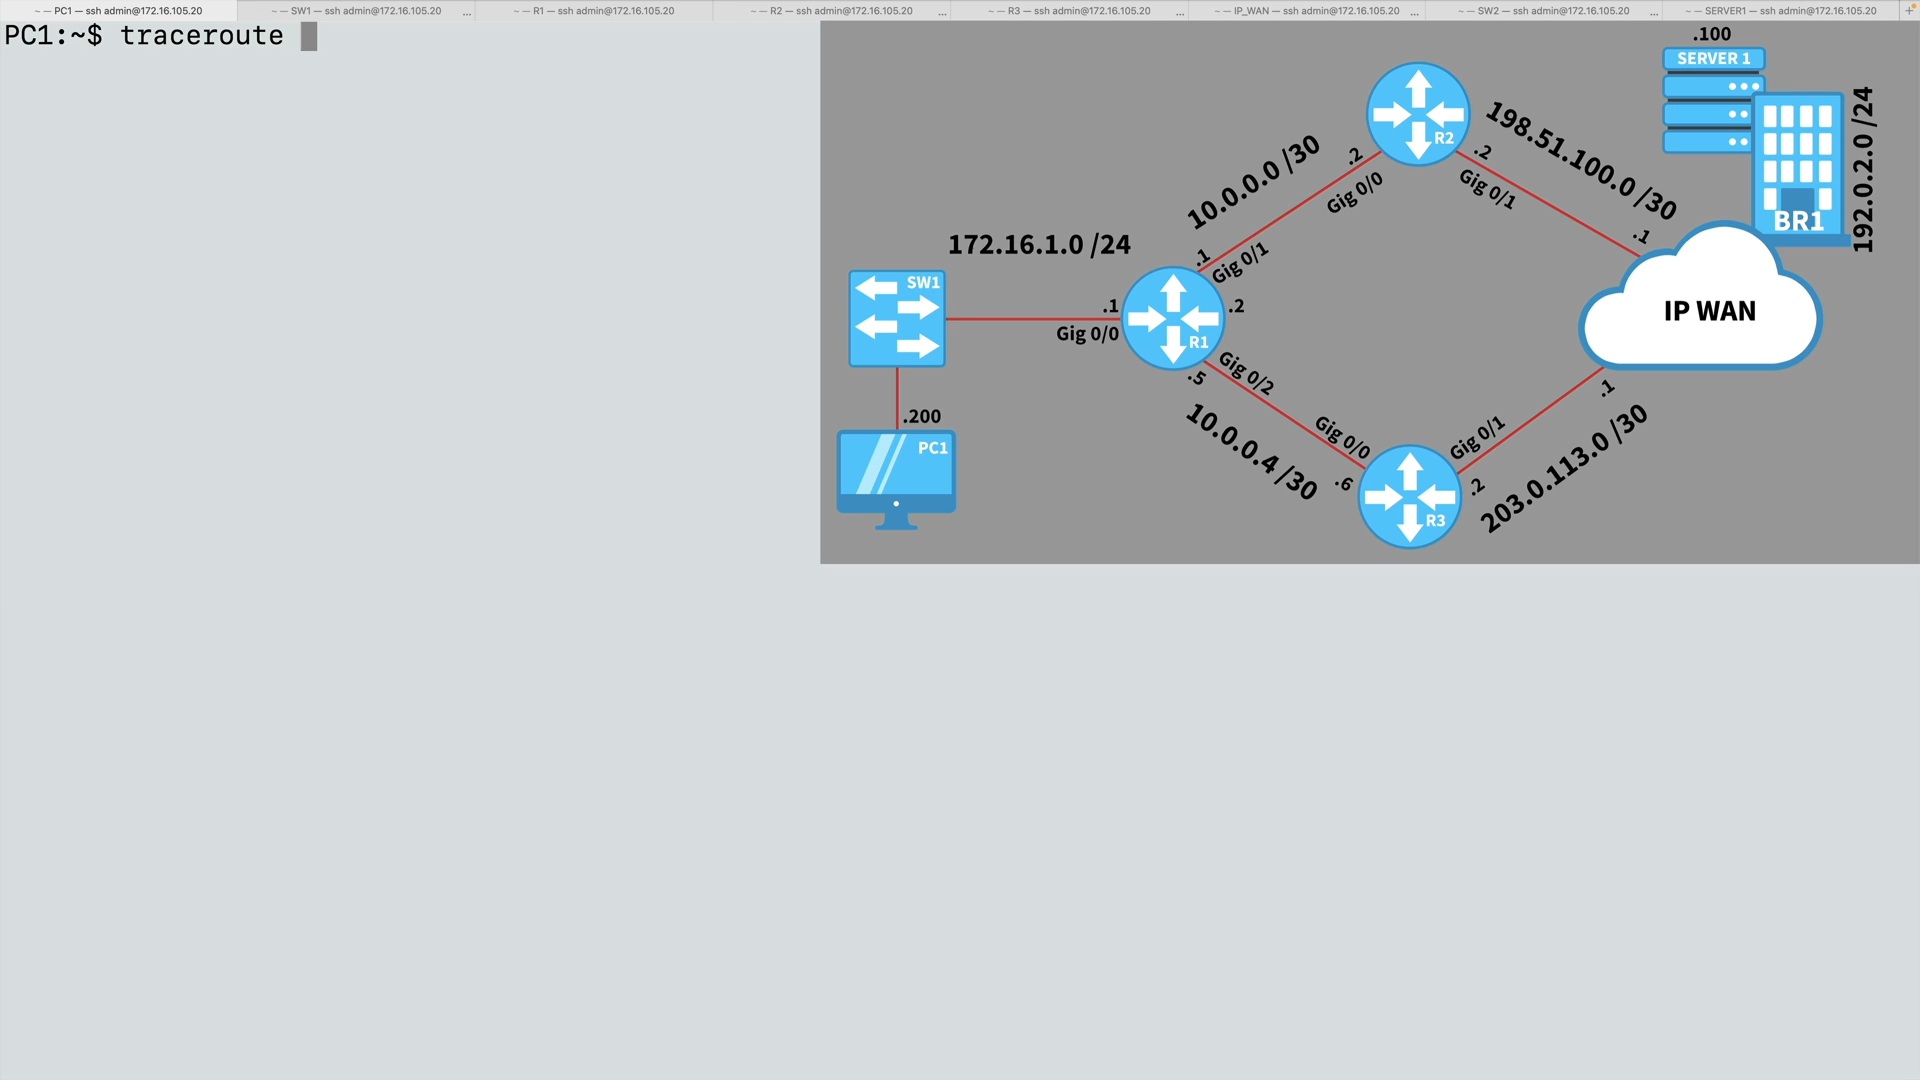 ~ — PC1 — ssh admin@172.16.105.20
~ — SW1 — ssh admin@172.16.105.20 ...
~ — R1 — ssh admin@172.16.105.20
~ — R2 — ssh admin@172.16.105.20 ...
~ — R3 — ssh admin@172.16.105.20 ...
~ — IP_WAN — ssh admin@172.16.105.20 ...
~ — SW2 — ssh admin@172.16.105.20 ...
~ — SERVER1 — ssh admin@172.16.105.20
+
PC1:~$ traceroute
.100
SERVER 1
192.0.2.0 /24
BR1
R2
198.51.100.0 /30
10.0.0.0 /30
.2
Gig 0/0
.2
Gig 0/1
.1
172.16.1.0 /24
.1
Gig 0/1
SW1
.1
Gig 0/0
R1
.2
IP WAN
.5
Gig 0/2
.1
.200
PC1
10.0.0.4 /30
Gig 0/0
.6
R3
Gig 0/1
.2
203.0.113.0 /30